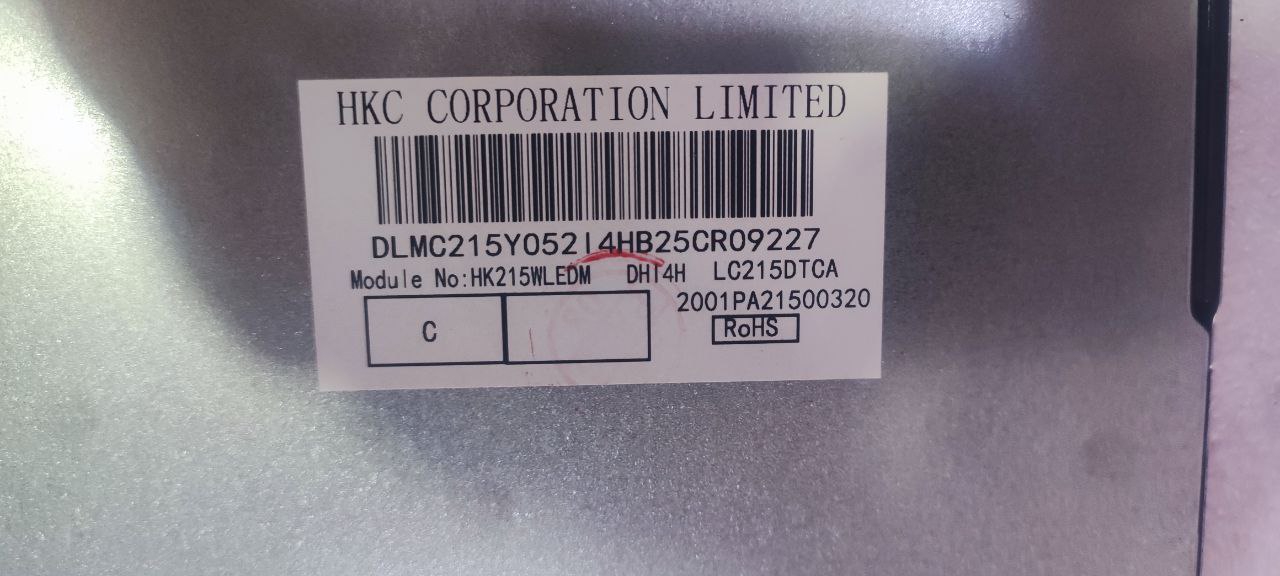 HKC CORPORATION LIMITED
DLMC215Y052I4HB25CR09227
Module No:HK215WLEDM DHI4H LC215DTCA
2001PA21500320
C
RoHS